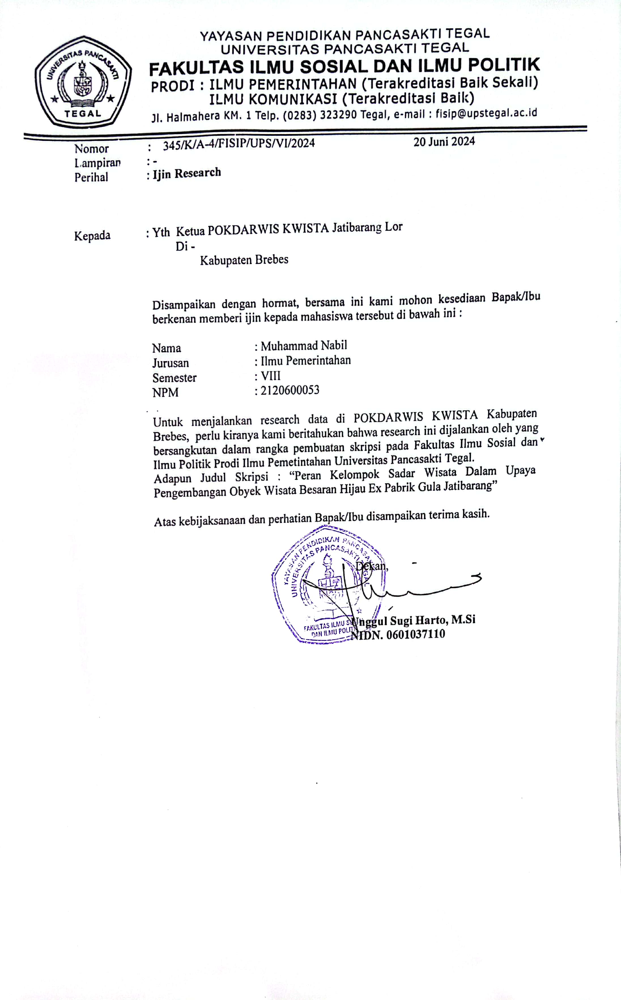 UNIVERSITAS PANCASAKTI
TEGAL
YAYASAN PENDIDIKAN PANCASAKTI TEGAL
UNIVERSITAS PANCASAKTI TEGAL
FAKULTAS ILMU SOSIAL DAN ILMU POLITIK
PRODI : ILMU PEMERINTAHAN (Terakreditasi Baik Sekali)
ILMU KOMUNIKASI (Terakreditasi Baik)
Jl. Halmahera KM. 1 Telp. (0283) 323290 Tegal, e-mail : fisip@upstegal.ac.id
Nomor : 345/K/A-4/FISIP/UPS/VI/2024 20 Juni 2024
Lampiran : -
Perihal : Ijin Research
Kepada : Yth Ketua POKDARWIS KWISTA Jatibarang Lor
Di -
Kabupaten Brebes
Disampaikan dengan hormat, bersama ini kami mohon kesediaan Bapak/Ibu
berkenan memberi ijin kepada mahasiswa tersebut di bawah ini :
Nama : Muhammad Nabil
Jurusan : Ilmu Pemerintahan
Semester : VIII
NPM : 2120600053
Untuk menjalankan research data di POKDARWIS KWISTA Kabupaten
Brebes, perlu kiranya kami beritahukan bahwa research ini dijalankan oleh yang
bersangkutan dalam rangka pembuatan skripsi pada Fakultas Ilmu Sosial dan
Ilmu Politik Prodi Ilmu Pemetintahan Universitas Pancasakti Tegal.
Adapun Judul Skripsi : “Peran Kelompok Sadar Wisata Dalam Upaya
Pengembangan Obyek Wisata Besaran Hijau Ex Pabrik Gula Jatibarang”
Atas kebijaksanaan dan perhatian Bapak/Ibu disampaikan terima kasih.
YAYASAN PENDIDIKAN PANCASAKTI
UNIVERSITAS PANCASAKTI TEGAL
FAKULTAS ILMU
DAN ILMU POLITIK
Dekan,
Unggul Sugi Harto, M.Si
NIDN. 0601037110